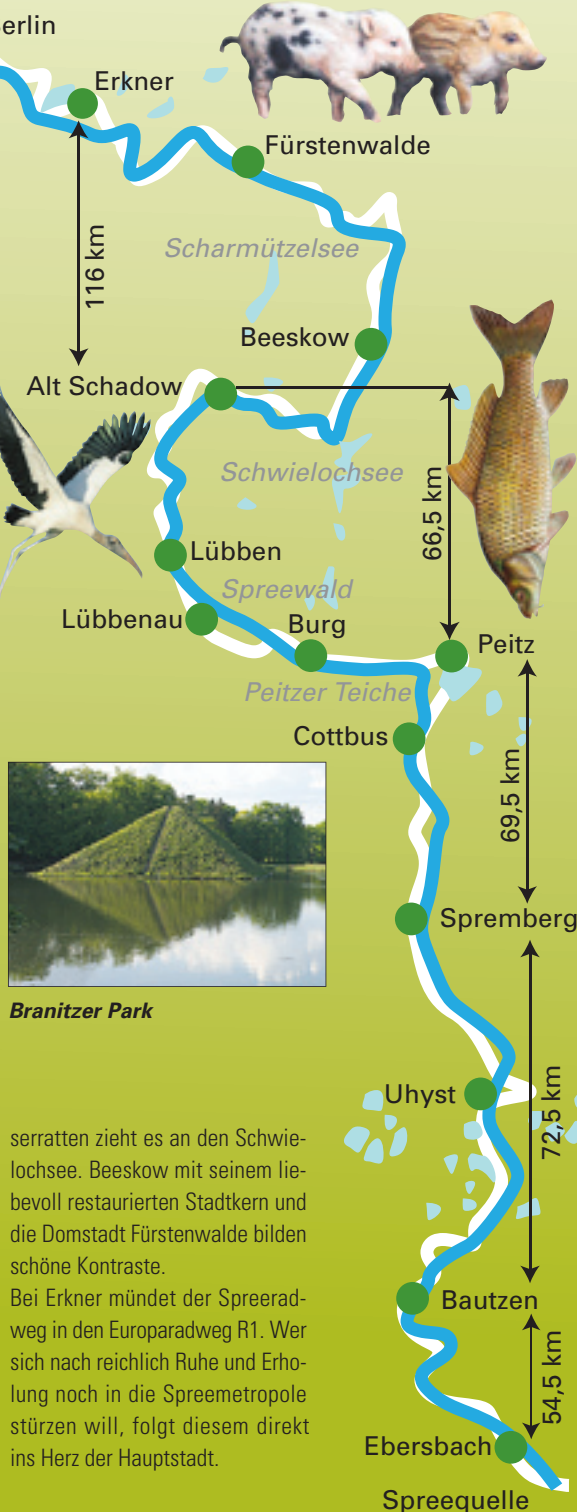 Berlin
Erkner
Fürstenwalde
Scharmützelsee
116 km
Beeskow
Alt Schadow
Schwielochsee
66,5 km
Lübben
Spreewald
Lübbenau
Burg
Peitz
Peitzer Teiche
Cottbus
69,5 km
Spremberg
Branitzer Park
Uhyst
72,5 km
serratten zieht es an den Schwie-
lochsee. Beeskow mit seinem lie-
bevoll restaurierten Stadtkern und
die Domstadt Fürstenwalde bilden
schöne Kontraste.
Bei Erkner mündet der Spreerad-
weg in den Europaradweg R1. Wer
sich nach reichlich Ruhe und Erho-
lung noch in die Spreemetropole
stürzen will, folgt diesem direkt
ins Herz der Hauptstadt.
Bautzen
54,5 km
Ebersbach
Spreequelle